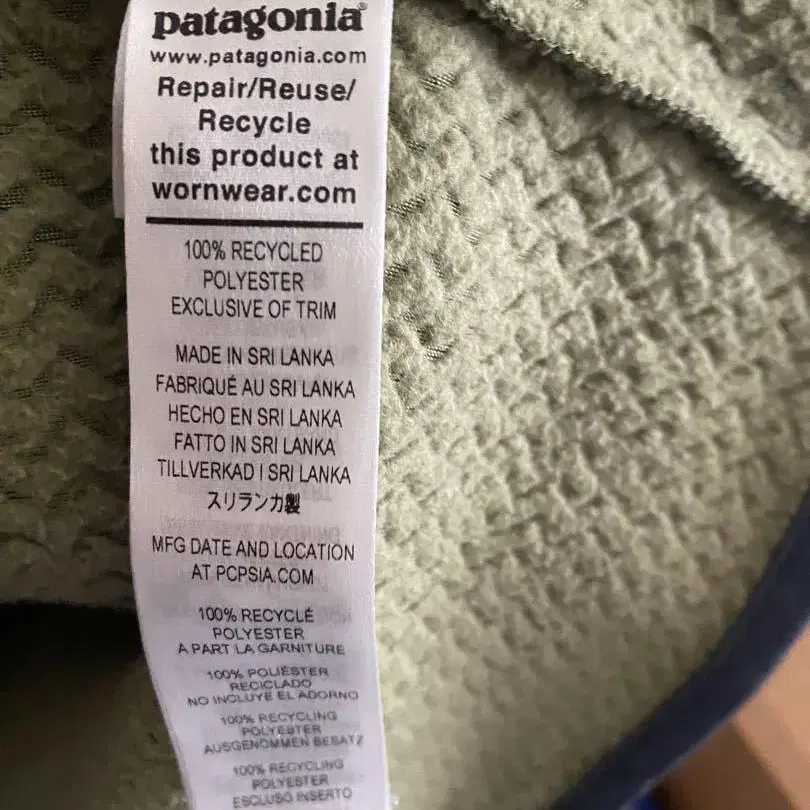 patagonia®
www.patagonia.com
Repair/Reuse/
Recycle
this product at
wornwear.com
100% RECYCLED
POLYESTER
EXCLUSIVE OF TRIM
MADE IN SRI LANKA
FABRIQUÉ AU SRI LANKA
HECHO EN SRI LANKA
FATTO IN SRI LANKA
TILLVERKAD I SRI LANKA
スリランカ製
MFG DATE AND LOCATION
AT PCPSIA.COM
100% RECYCLÉ
POLYESTER
A PART LA GARNITURE
100% POLIÉSTER
RECICLADO
NO INCLUYE EL ADORNO
100% RECYCLING
POLYESTER
AUSGENOMMEN BESATZ
100% RECYCLING
POLYESTER
ESCLUSO INSERTO